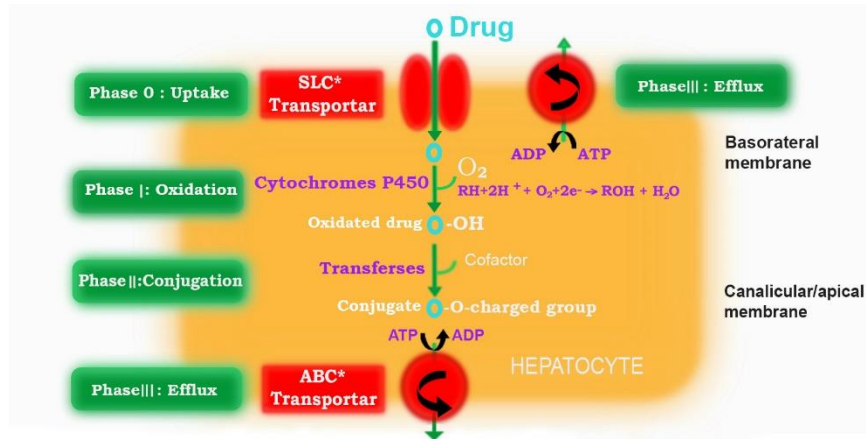 Drug
Phase 0 : Uptake
SLC*
Transportar
Phase||| : Efflux
ADP
ATP
Basorateral
membrane
Phase |: Oxidation
Cytochromes P450
O₂
RH+2H ⁺ + O₂+2e⁻→ ROH + H₂O
Oxidated drug
-OH
Phase||:Conjugation
Transferses
Cofactor
Conjugate
-O-charged group
Canalicular/apical
membrane
ATP
ADP
HEPATOCYTE
Phase||| : Efflux
ABC*
Transportar